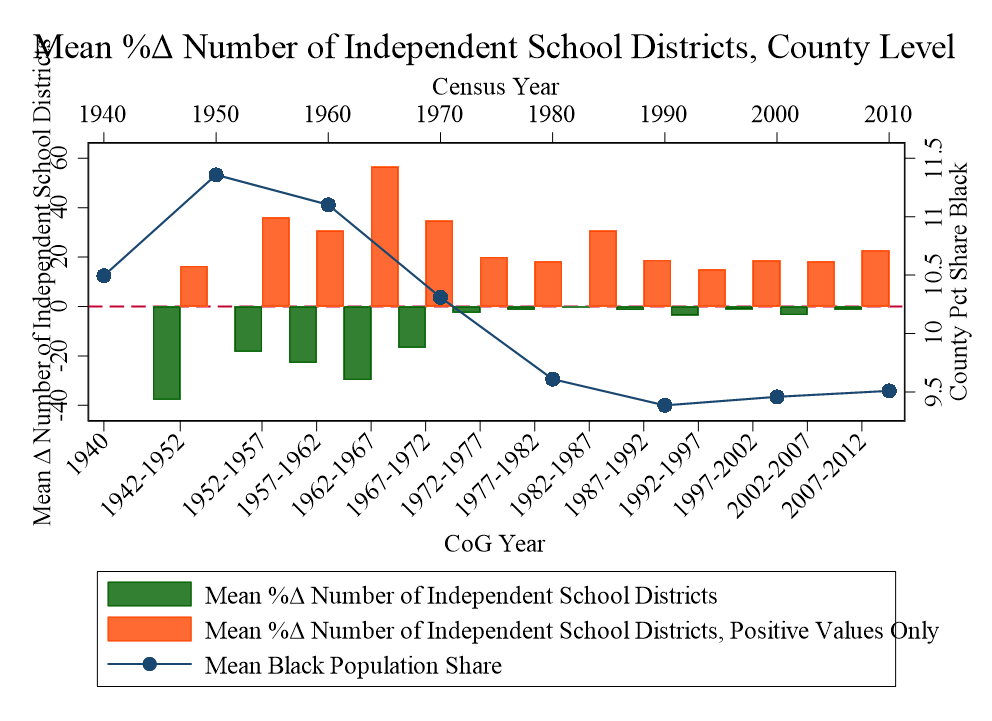 Mean %Δ Number of Independent School Districts, County Level
Census Year
1940 1950 1960 1970 1980 1990 2000 2010
Mean Δ Number of Independent School Districts
60
40
20
0
-20
-40
11.5
11
10.5
10
9.5
County Pct Share Black
1940 1942-1952 1952-1957 1957-1962 1962-1967 1967-1972 1972-1977 1977-1982 1982-1987 1987-1992 1992-1997 1997-2002 2002-2007 2007-2012
CoG Year
Mean %Δ Number of Independent School Districts
Mean %Δ Number of Independent School Districts, Positive Values Only
Mean Black Population Share